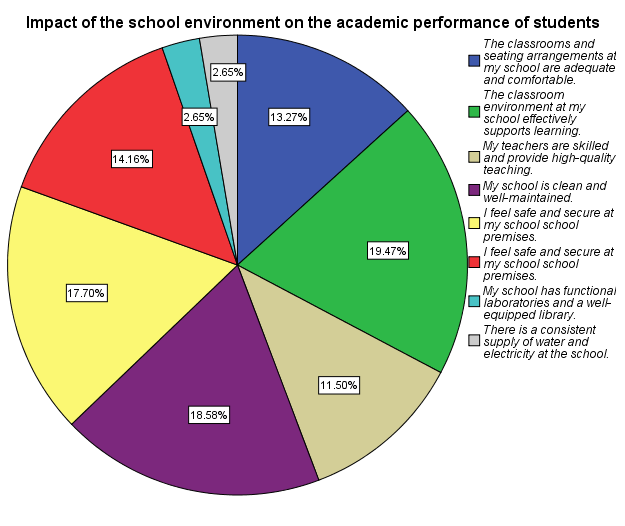 Impact of the school environment on the academic performance of students
The classrooms and
seating arrangements at
my school are adequate
and comfortable.
The classroom
environment at my
school effectively
supports learning.
My teachers are skilled
and provide high-quality
teaching.
My school is clean and
well-maintained.
I feel safe and secure at
my school school
premises.
I feel safe and secure at
my school school
premises.
My school has functional
laboratories and a well-
equipped library.
There is a consistent
supply of water and
electricity at the school.
2.65%
13.27%
2.65%
14.16%
19.47%
17.70%
11.50%
18.58%